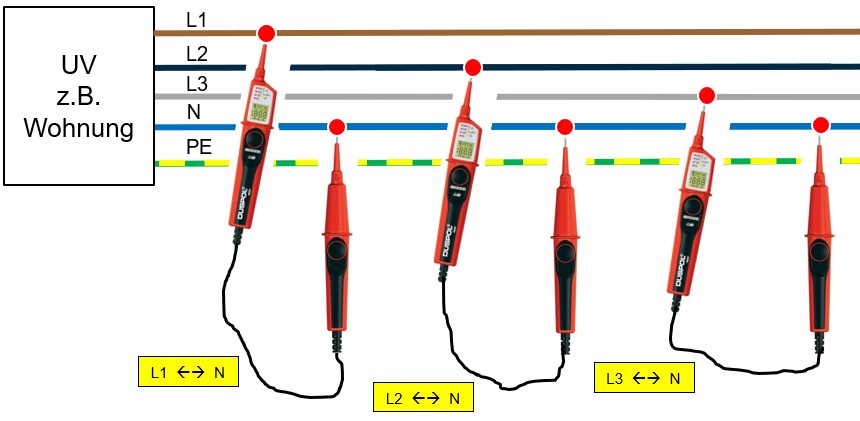 UV
z.B.
Wohnung
L1
L2
L3
N
PE
DUSPOL
DUSPOL
DUSPOL
L1 <-> N
L2 <-> N
L3 <-> N